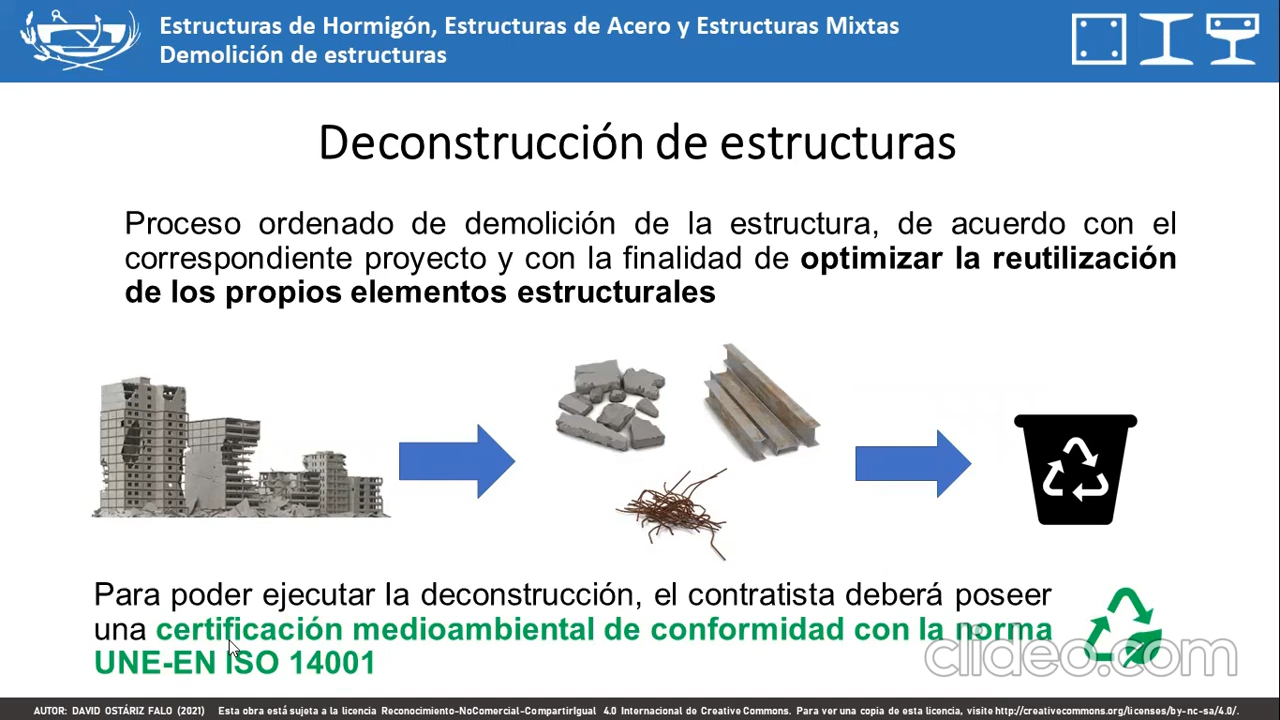 Estructuras de Hormigón, Estructuras de Acero y Estructuras Mixtas
Demolición de estructuras
Deconstrucción de estructuras
Proceso ordenado de demolición de la estructura, de acuerdo con el
correspondiente proyecto y con la finalidad de optimizar la reutilización
de los propios elementos estructurales
Para poder ejecutar la deconstrucción, el contratista deberá poseer
una certificación medioambiental de conformidad con la norma
UNE-EN ISO 14001
clideo.com
AUTOR: DAVID OSTÁRIZ FALO (2021) Esta obra está sujeta a la licencia Reconocimiento-NoComercial-CompartirIgual 4.0 Internacional de Creative Commons. Para ver una copia de esta licencia, visite http://creativecommons.org/licenses/by-nc-sa/4.0/.